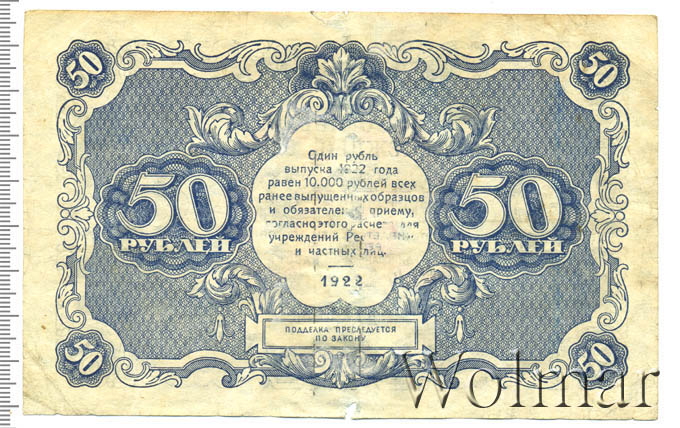 50
50
Один рубль
выпуска 1922 года
равен 10.000 рублей всех
ранее выпущенных образцов
и обязателен приему,
согласно этого расчета для
учреждений
и частных лиц.
1922
50
РУБЛЕЙ
50
РУБЛЕЙ
ПОДДЕЛКА ПРЕСЛЕДУЕТСЯ
ПО ЗАКОНУ
50
50
Wolmar